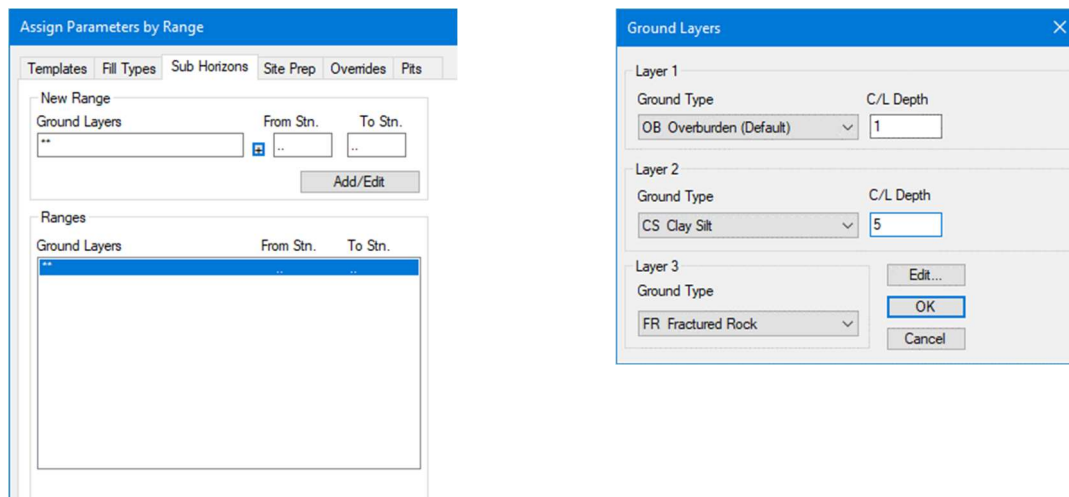 Assign Parameters by Range
Templates Fill Types Sub Horizons Site Prep Overrides Pits
New Range
Ground Layers From Stn. To Stn.
** .. ..
Add/Edit
Ranges
Ground Layers From Stn. To Stn.
** .. ..
Ground Layers
Layer 1
Ground Type C/L Depth
OB Overburden (Default) 1
Layer 2
Ground Type C/L Depth
CS Clay Silt 5
Layer 3
Ground Type
FR Fractured Rock
Edit...
OK
Cancel